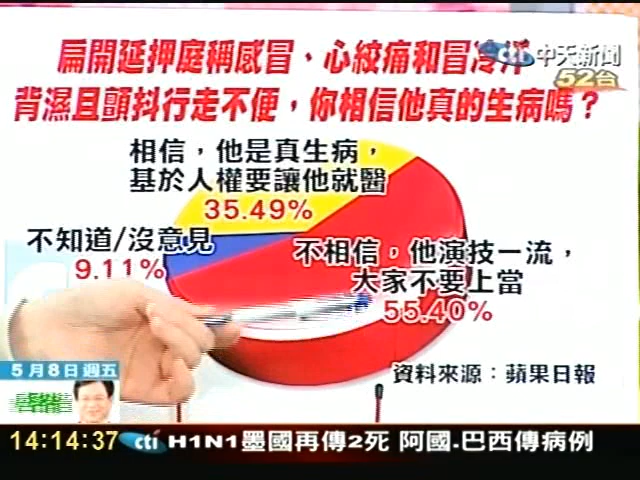 扁開延押庭稱感冒、心絞痛和冒冷汗
背濕且顫抖行走不便，你相信他真的生病嗎？
cti 中天新聞
52台
相信，他是真生病，
基於人權要讓他就醫
35.49%
不知道/沒意見
9.11%
不相信，他演技一流，
大家不要上當
55.40%
資料來源：蘋果日報
5月8日週五
14:14:37 cti H1N1墨國再傳2死 阿國.巴西傳病例